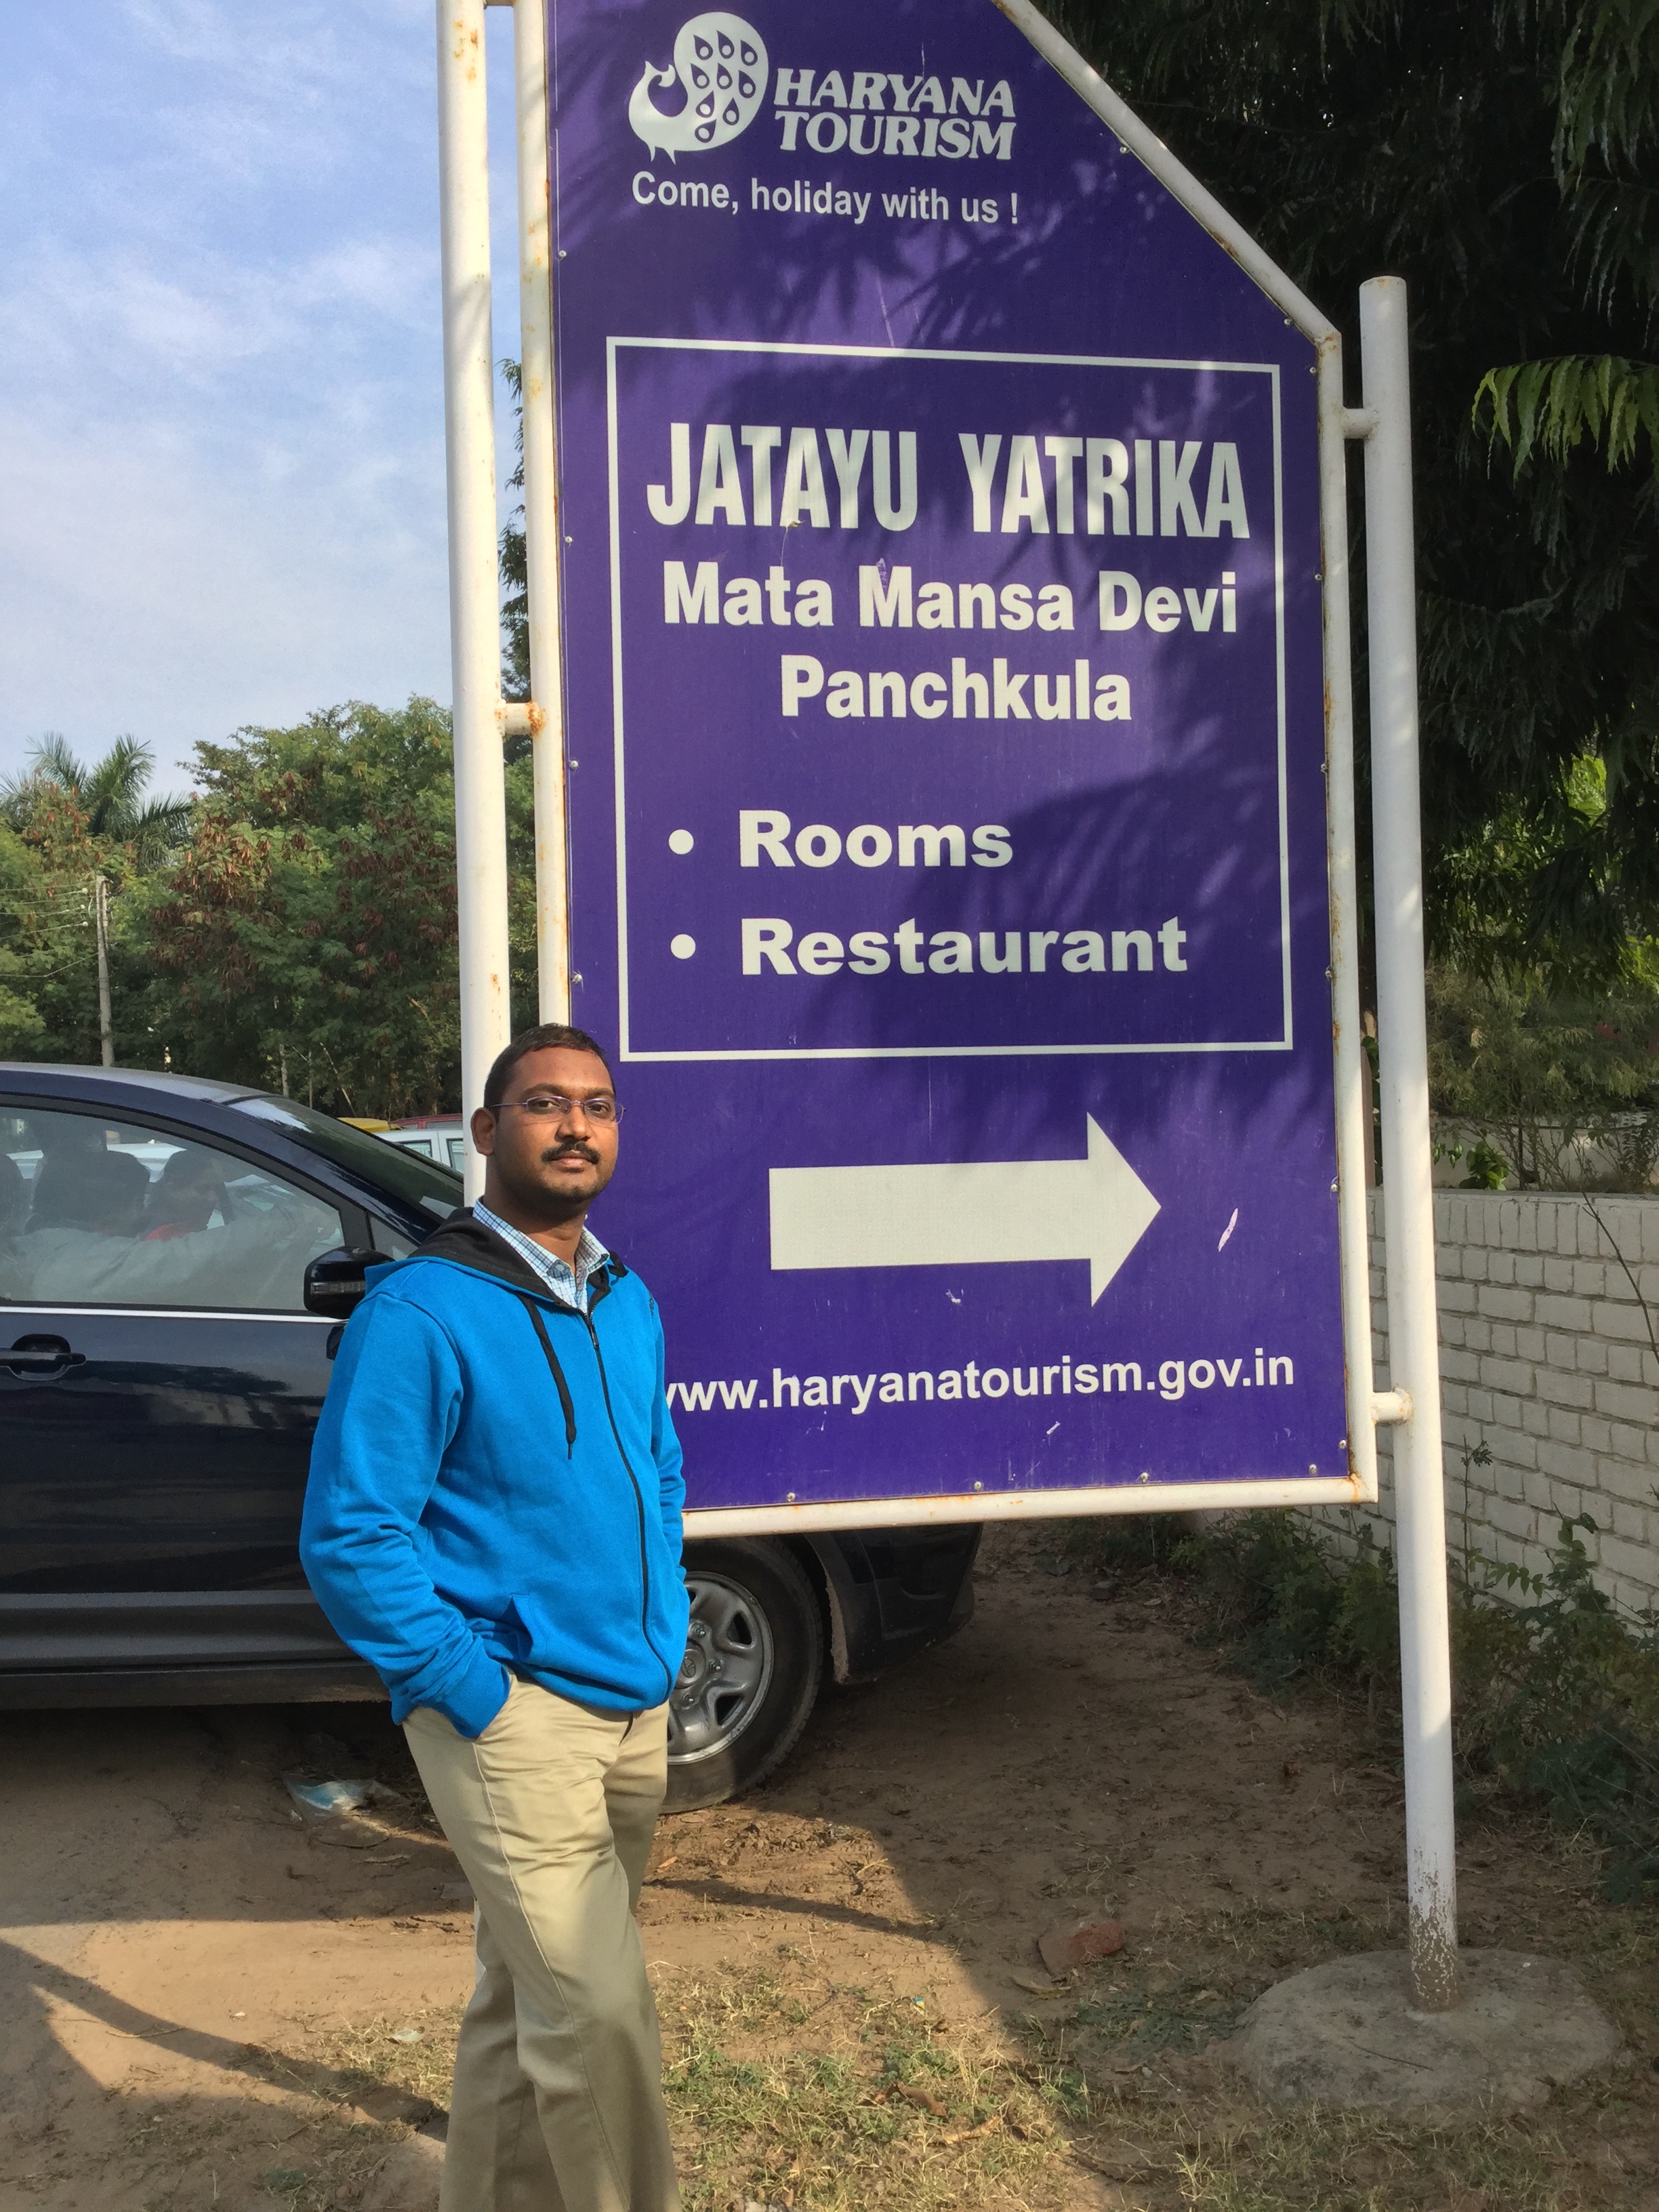 HARYANA
TOURISM
Come, holiday with us !
JATAYU YATRIKA
Mata Mansa Devi
Panchkula
• Rooms
• Restaurant
www.haryanatourism.gov.in